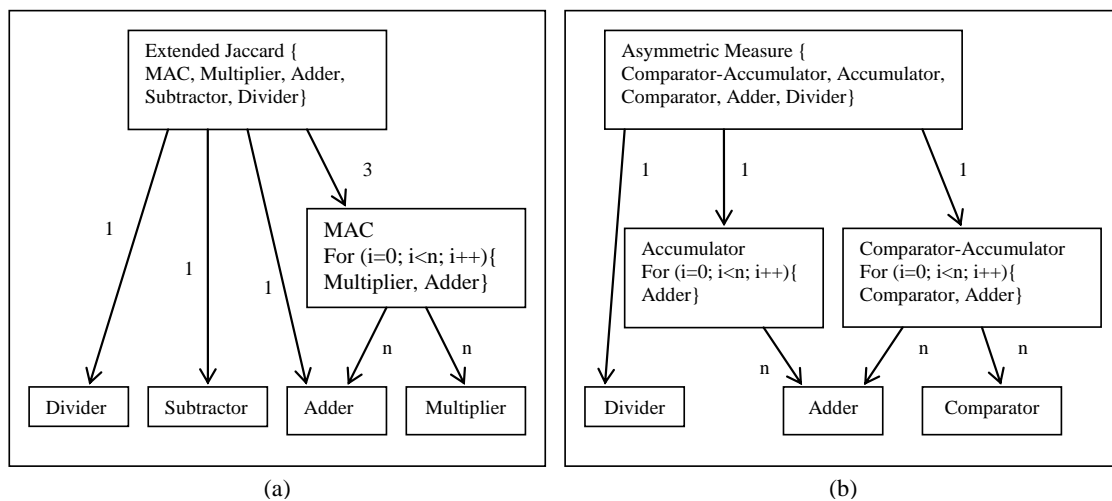 Extended Jaccard {
MAC, Multiplier, Adder,
Subtractor, Divider}
1
1
1
3
MAC
For (i=0; i<n; i++){
Multiplier, Adder}
n
n
Divider
Subtractor
Adder
Multiplier
(a)
Asymmetric Measure {
Comparator-Accumulator, Accumulator,
Comparator, Adder, Divider}
1
1
1
Accumulator
For (i=0; i<n; i++){
Adder}
Comparator-Accumulator
For (i=0; i<n; i++){
Comparator, Adder}
n
n
n
Divider
Adder
Comparator
(b)